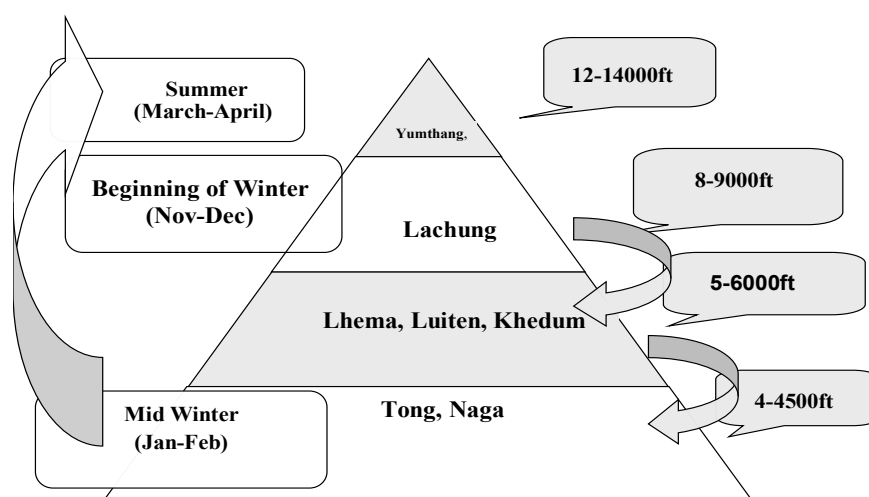 Summer
(March-April)
12-14000ft
Yumthang,
Beginning of Winter
(Nov-Dec)
8-9000ft
Lachung
5-6000ft
Lhema, Luiten, Khedum
Mid Winter
(Jan-Feb)
Tong, Naga
4-4500ft